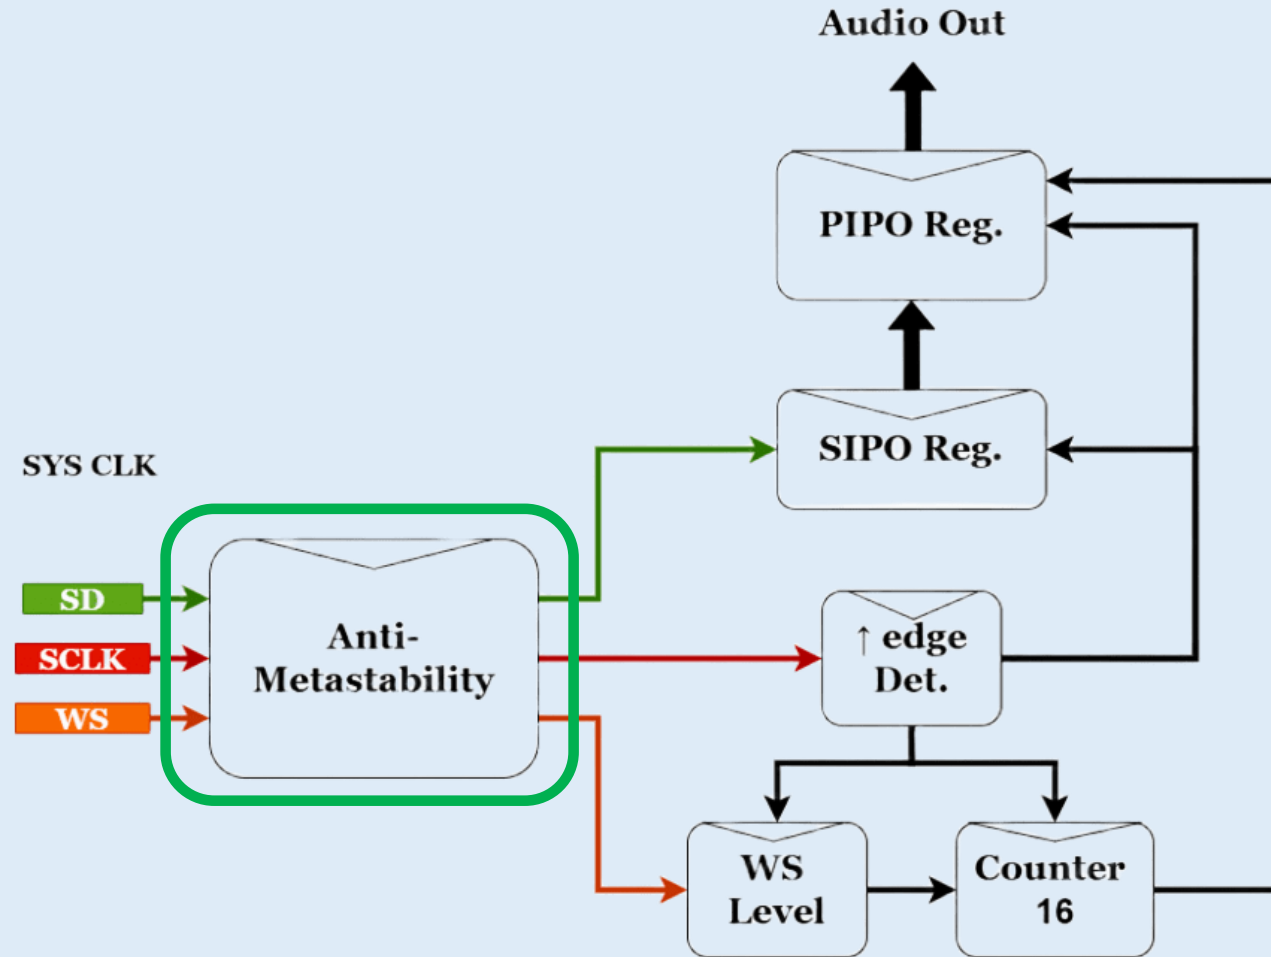 Audio Out
PIPO Reg.
SIPO Reg.
SYS CLK
SD
SCLK
WS
Anti-
Metastability
↑ edge
Det.
WS
Level
Counter
16